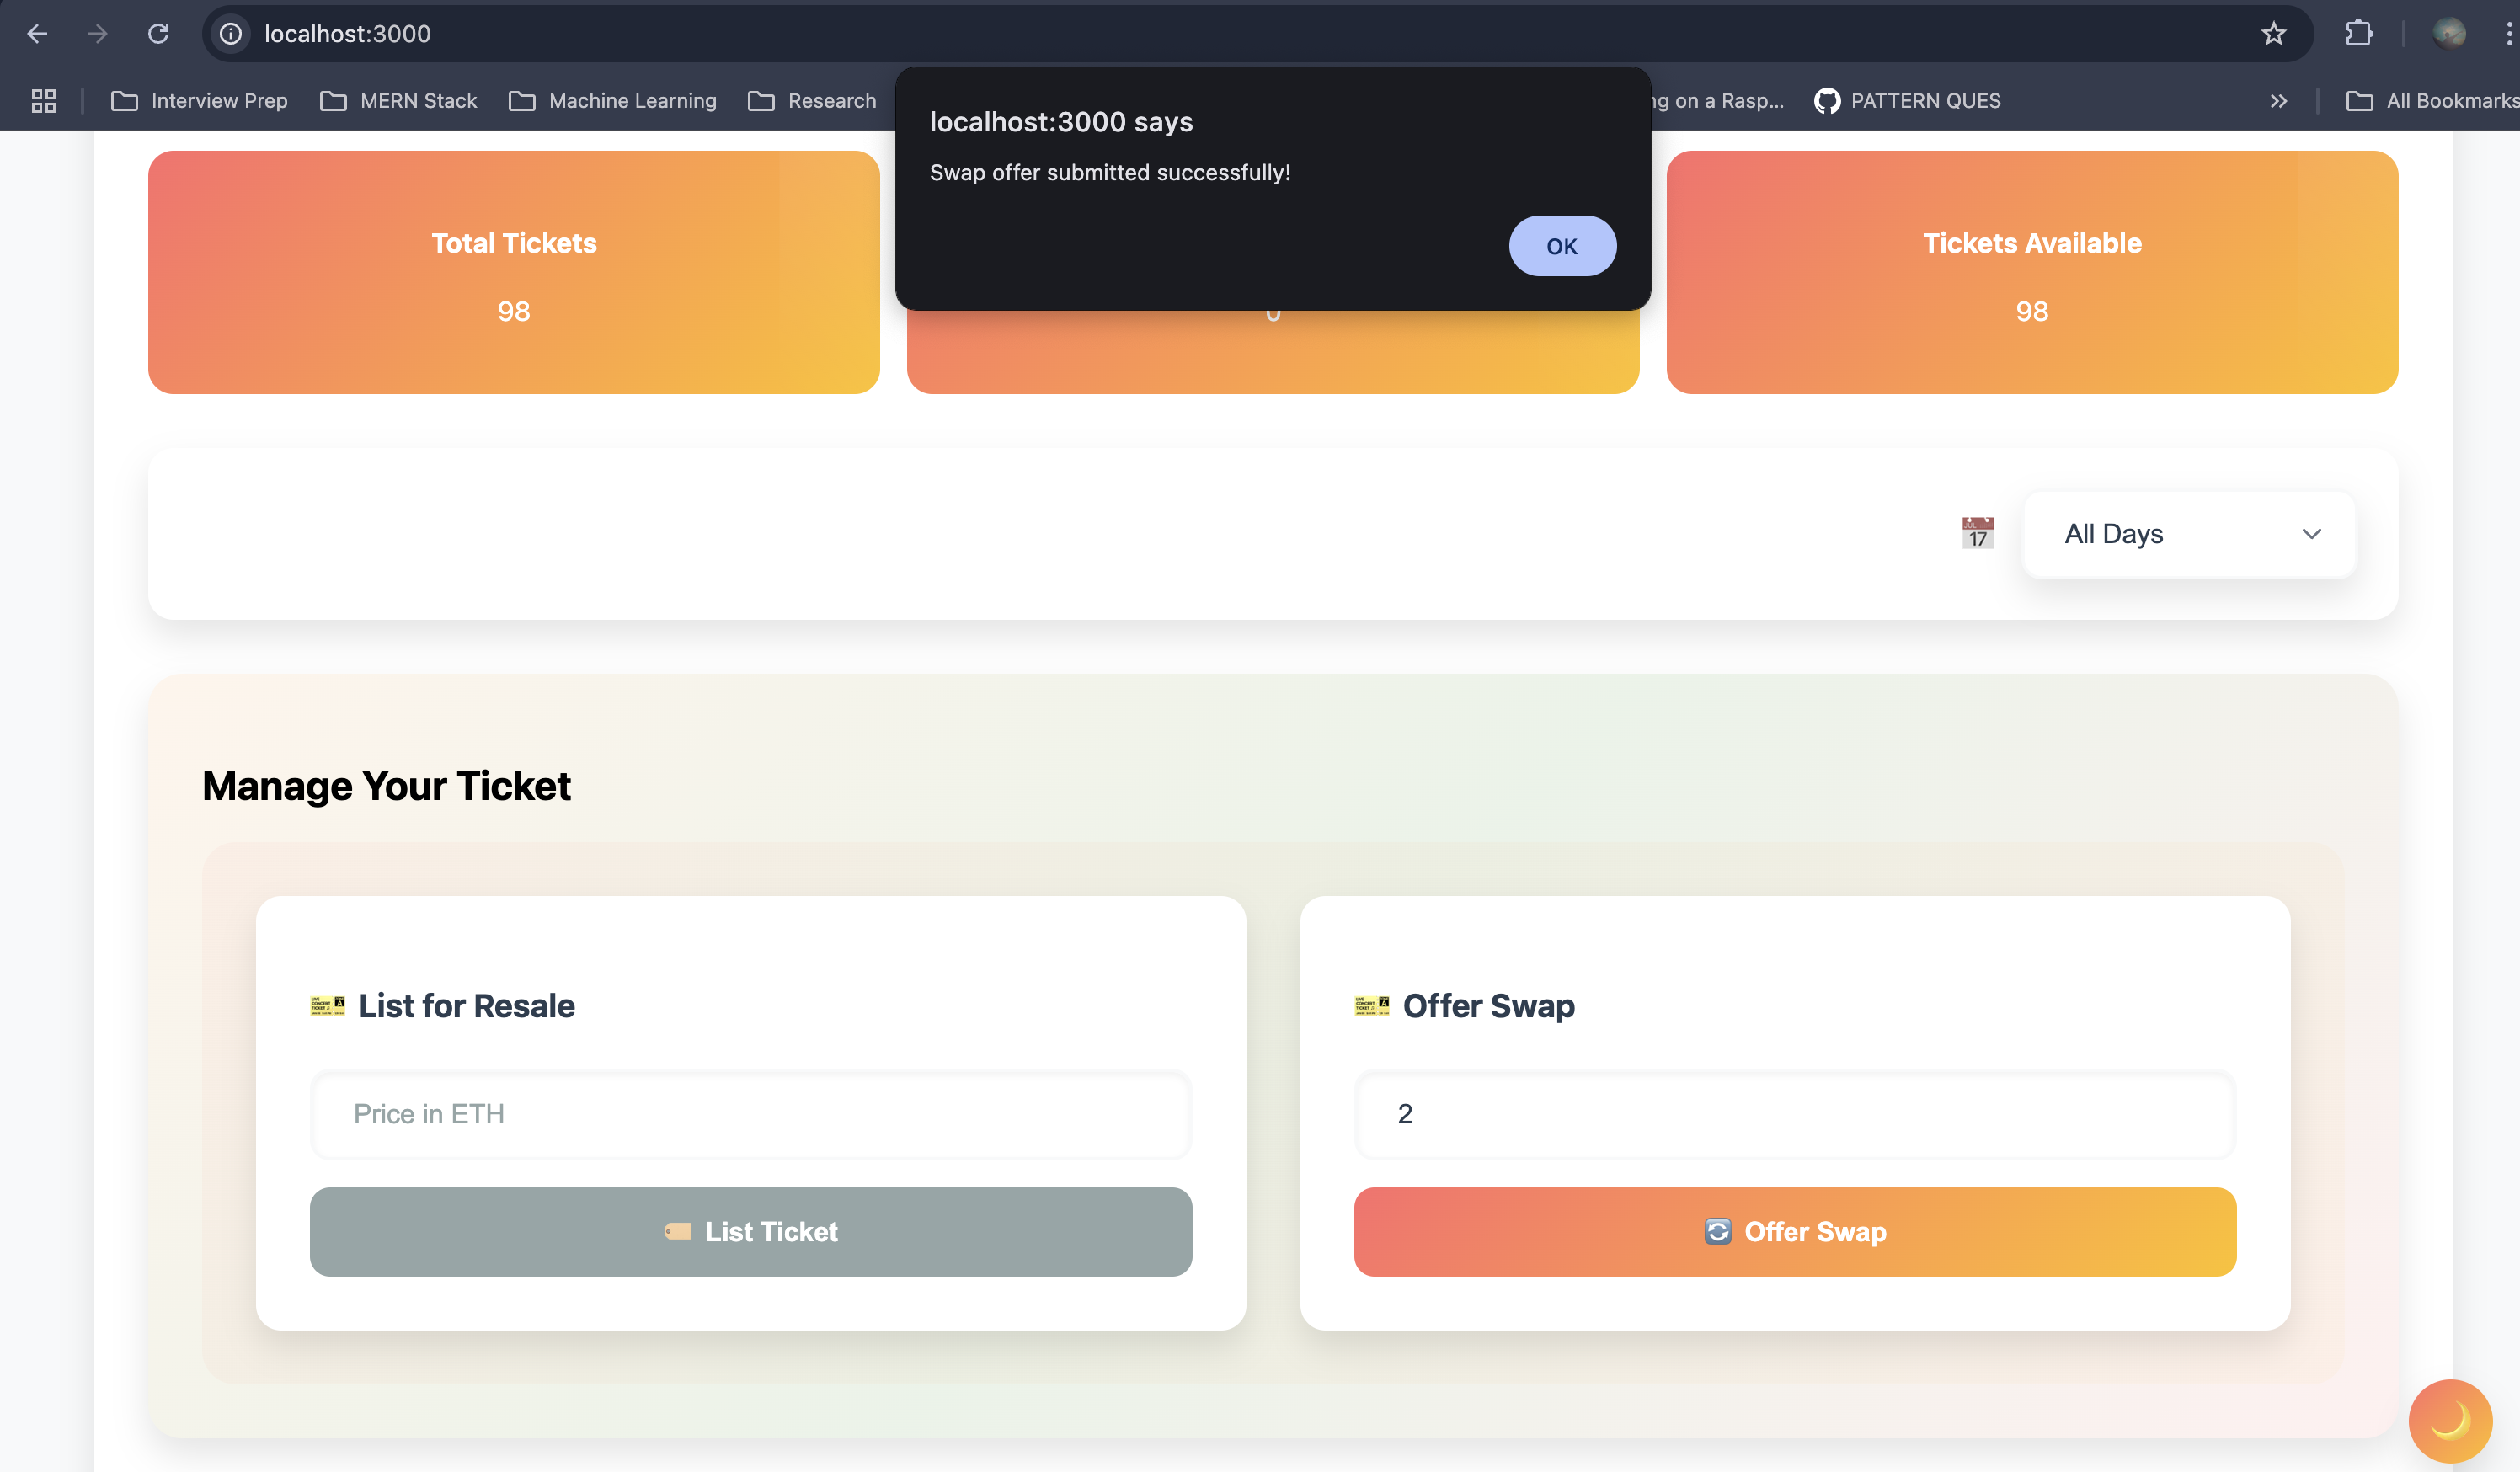 localhost:3000
Interview Prep
MERN Stack
Machine Learning
Research
ng on a Rasp...
PATTERN QUES
All Bookmarks
localhost:3000 says
Swap offer submitted successfully!
OK
Total Tickets
98
0
Tickets Available
98
17
All Days
Manage Your Ticket
List for Resale
Price in ETH
List Ticket
Offer Swap
2
Offer Swap